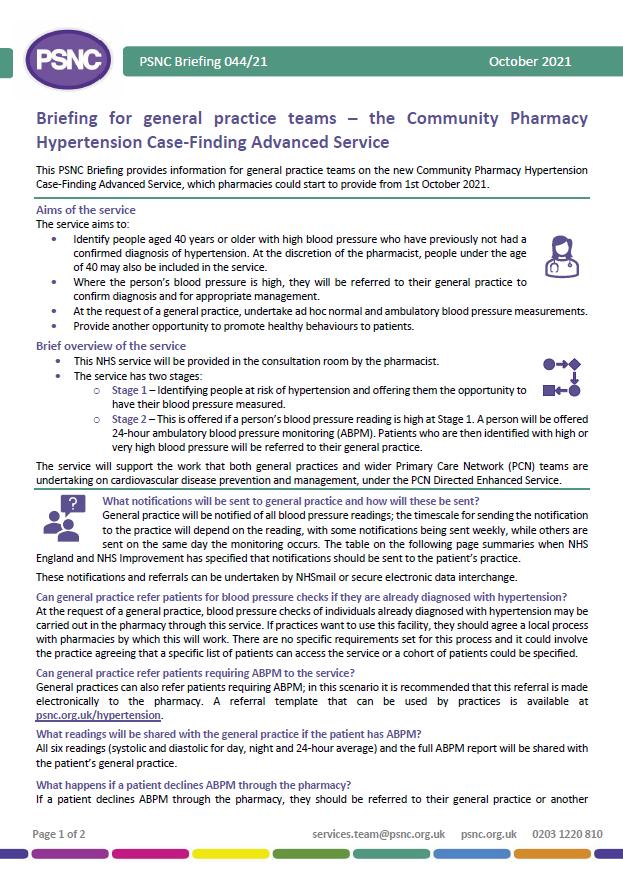 PSNC
PSNC Briefing 044/21 October 2021
Briefing for general practice teams – the Community Pharmacy
Hypertension Case-Finding Advanced Service
This PSNC Briefing provides information for general practice teams on the new Community Pharmacy Hypertension
Case-Finding Advanced Service, which pharmacies could start to provide from 1st October 2021.
Aims of the service
The service aims to:
• Identify people aged 40 years or older with high blood pressure who have previously not had a
confirmed diagnosis of hypertension. At the discretion of the pharmacist, people under the age
of 40 may also be included in the service.
• Where the person's blood pressure is high, they will be referred to their general practice to
confirm diagnosis and for appropriate management.
• At the request of a general practice, undertake ad hoc normal and ambulatory blood pressure measurements.
• Provide another opportunity to promote healthy behaviours to patients.
Brief overview of the service
• This NHS service will be provided in the consultation room by the pharmacist.
• The service has two stages:
o Stage 1 – Identifying people at risk of hypertension and offering them the opportunity to
have their blood pressure measured.
o Stage 2 – This is offered if a person's blood pressure reading is high at Stage 1. A person will be offered
24-hour ambulatory blood pressure monitoring (ABPM). Patients who are then identified with high or
very high blood pressure will be referred to their general practice.
The service will support the work that both general practices and wider Primary Care Network (PCN) teams are
undertaking on cardiovascular disease prevention and management, under the PCN Directed Enhanced Service.
?
What notifications will be sent to general practice and how will these be sent?
General practice will be notified of all blood pressure readings; the timescale for sending the notification
to the practice will depend on the reading, with some notifications being sent weekly, while others are
sent on the same day the monitoring occurs. The table on the following page summaries when NHS
England and NHS Improvement has specified that notifications should be sent to the patient's practice.
These notifications and referrals can be undertaken by NHSmail or secure electronic data interchange.
Can general practice refer patients for blood pressure checks if they are already diagnosed with hypertension?
At the request of a general practice, blood pressure checks of individuals already diagnosed with hypertension may be
carried out in the pharmacy through this service. If practices want to use this facility, they should agree a local process
with pharmacies by which this will work. There are no specific requirements set for this process and it could involve
the practice agreeing that a specific list of patients can access the service or a cohort of patients could be specified.
Can general practice refer patients requiring ABPM to the service?
General practices can also refer patients requiring ABPM; in this scenario it is recommended that this referral is made
electronically to the pharmacy. A referral template that can be used by practices is available at
psnc.org.uk/hypertension.
What readings will be shared with the general practice if the patient has ABPM?
All six readings (systolic and diastolic for day, night and 24-hour average) and the full ABPM report will be shared with
the patient's general practice.
What happens if a patient declines ABPM through the pharmacy?
If a patient declines ABPM through the pharmacy, they should be referred to their general practice or another
Page 1 of 2 services.team@psnc.org.uk psnc.org.uk 0203 1220 810